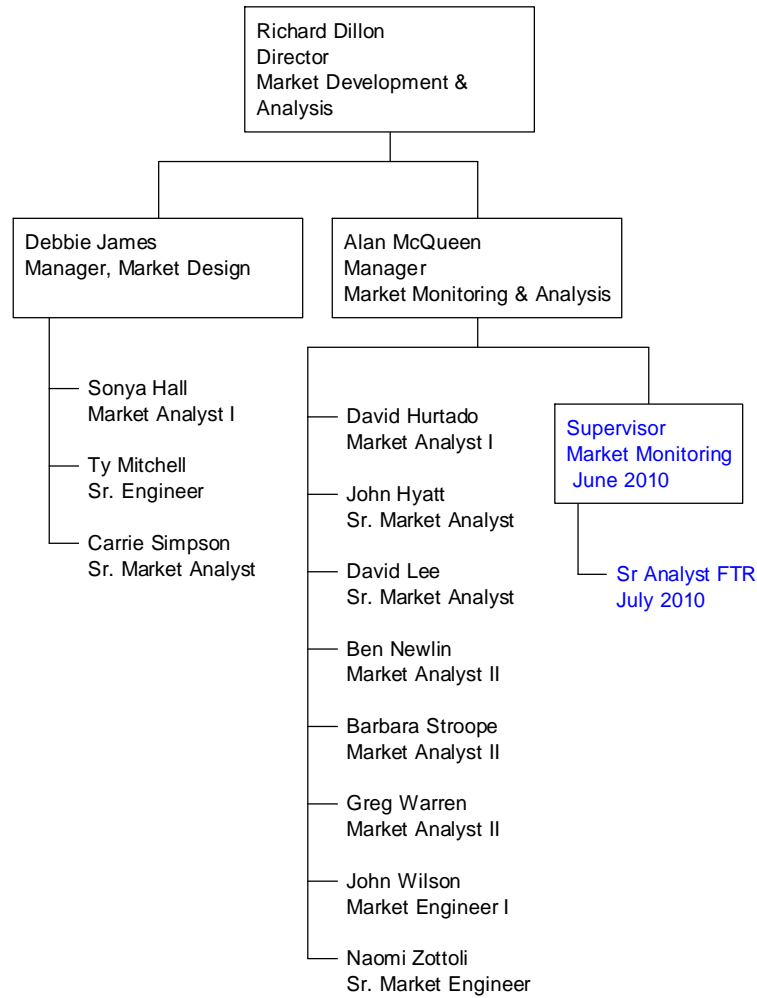 Richard Dillon
Director
Market Development &
Analysis
Debbie James
Manager, Market Design
Alan McQueen
Manager
Market Monitoring & Analysis
Sonya Hall
Market Analyst I
Ty Mitchell
Sr. Engineer
Carrie Simpson
Sr. Market Analyst
David Hurtado
Market Analyst I
John Hyatt
Sr. Market Analyst
David Lee
Sr. Market Analyst
Ben Newlin
Market Analyst II
Barbara Stroope
Market Analyst II
Greg Warren
Market Analyst II
John Wilson
Market Engineer I
Naomi Zottoli
Sr. Market Engineer
Supervisor
Market Monitoring
June 2010
Sr Analyst FTR
July 2010